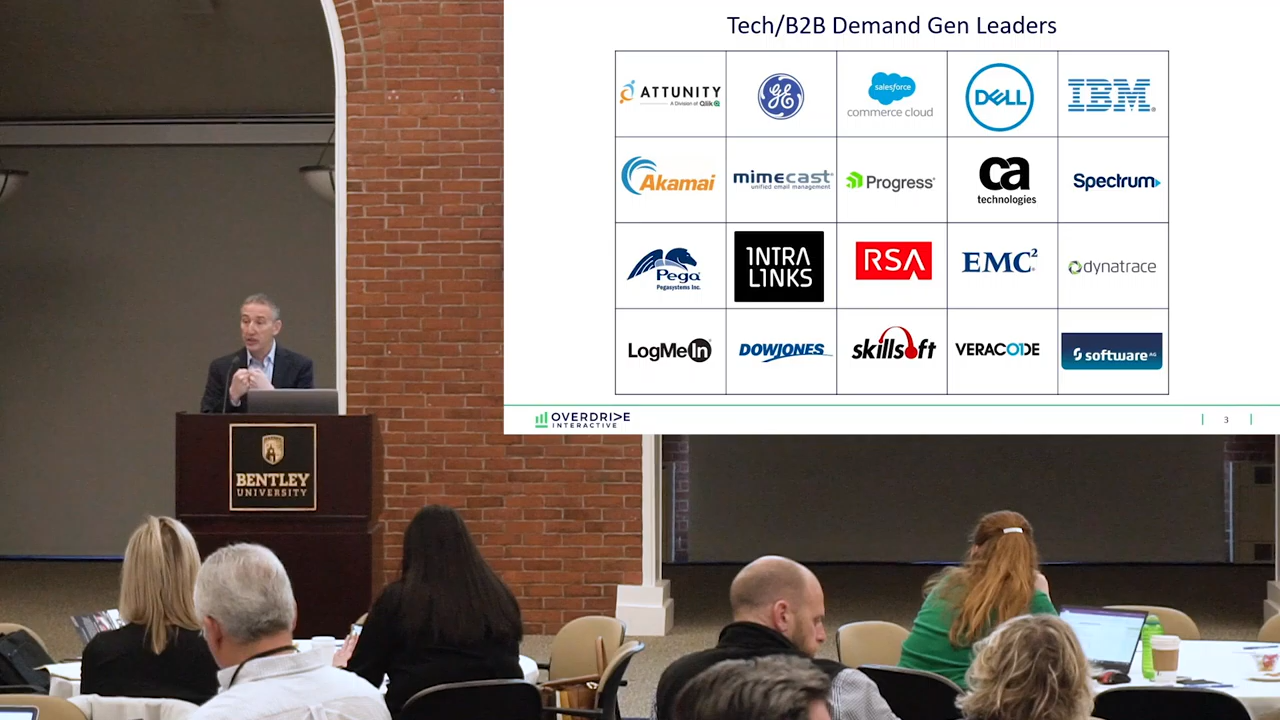 Tech/B2B Demand Gen Leaders
ATTUNITY
A Division of Qlik
GE
salesforce
commerce cloud
DELL
IBM
Akamai
mimecast
unified email management
Progress
ca
technologies
Spectrum
Pega
Pegasystems Inc.
INTRA
LINKS
RSA
EMC²
dynatrace
LogMeIn
DOWJONES
skillsoft
VERACODE
software AG
OVERDRIVE
INTERACTIVE
3
BENTLEY
UNIVERSITY